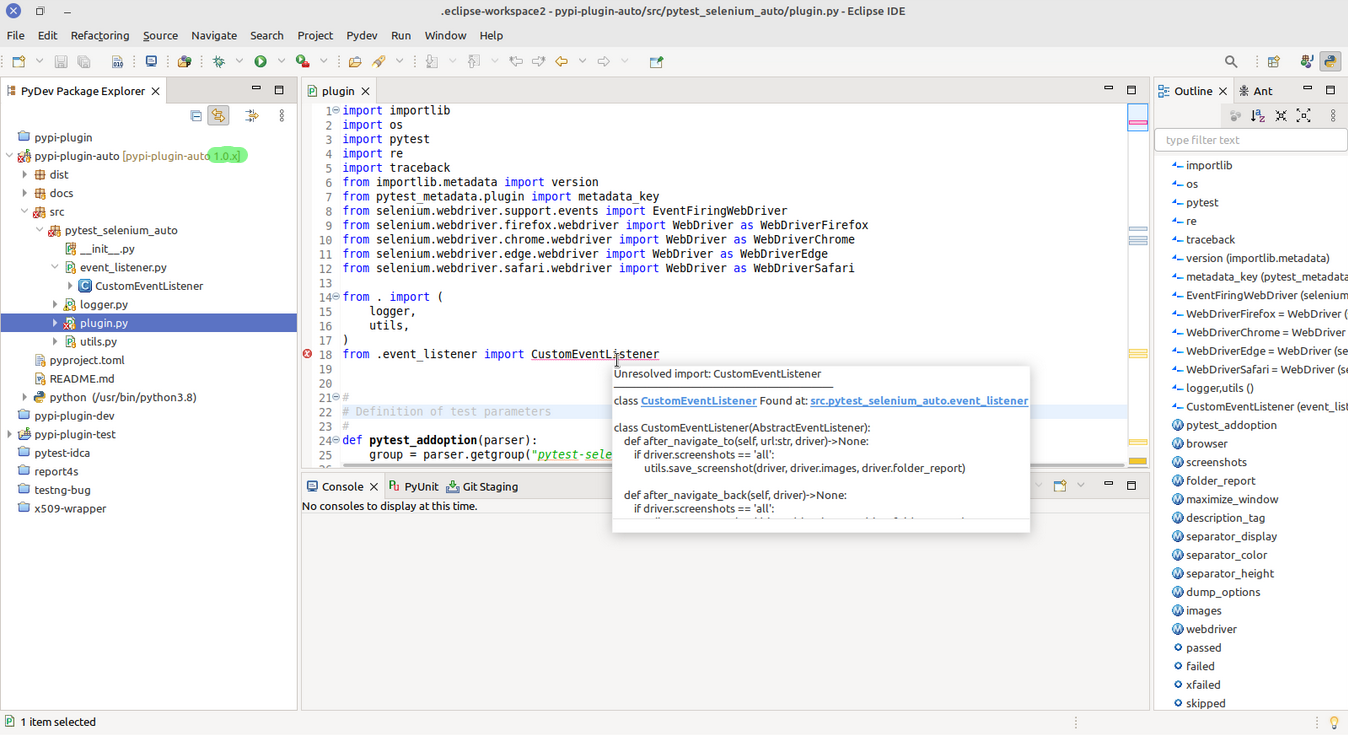 .eclipse-workspace2 - pypi-plugin-auto/src/pytest_selenium_auto/plugin.py - Eclipse IDE
File Edit Refactoring Source Navigate Search Project Pydev Run Window Help
PyDev Package Explorer
pypi-plugin
pypi-plugin-auto [pypi-plugin-auto 1.0.x]
dist
docs
src
pytest_selenium_auto
__init__.py
event_listener.py
CustomEventListener
logger.py
plugin.py
utils.py
pyproject.toml
README.md
python (/usr/bin/python3.8)
pypi-plugin-dev
pypi-plugin-test
pytest-idca
report4s
testng-bug
x509-wrapper
plugin
1 import importlib
2 import os
3 import pytest
4 import re
5 import traceback
6 from importlib.metadata import version
7 from pytest_metadata.plugin import metadata_key
8 from selenium.webdriver.support.events import EventFiringWebDriver
9 from selenium.webdriver.firefox.webdriver import WebDriver as WebDriverFirefox
10 from selenium.webdriver.chrome.webdriver import WebDriver as WebDriverChrome
11 from selenium.webdriver.edge.webdriver import WebDriver as WebDriverEdge
12 from selenium.webdriver.safari.webdriver import WebDriver as WebDriverSafari
13
14 from . import (
15 logger,
16 utils,
17 )
18 from .event_listener import CustomEventListener
19
20
21 #
22 # Definition of test parameters
23 #
24 def pytest_addoption(parser):
25 group = parser.getgroup("pytest-sele
Unresolved import: CustomEventListener
class CustomEventListener Found at: src.pytest_selenium_auto.event_listener
class CustomEventListener(AbstractEventListener):
def after_navigate_to(self, url:str, driver)->None:
if driver.screenshots == 'all':
utils.save_screenshot(driver, driver.images, driver.folder_report)
def after_navigate_back(self, driver)->None:
if driver.screenshots == 'all':
Console PyUnit Git Staging
No consoles to display at this time.
Outline Ant
type filter text
importlib
os
pytest
re
traceback
version (importlib.metadata)
metadata_key (pytest_metadata
EventFiringWebDriver (selenium
WebDriverFirefox = WebDriver (
WebDriverChrome = WebDriver
WebDriverEdge = WebDriver (se
WebDriverSafari = WebDriver (se
logger,utils ()
CustomEventListener (event_list
pytest_addoption
browser
screenshots
folder_report
maximize_window
description_tag
separator_display
separator_color
separator_height
dump_options
images
webdriver
passed
failed
xfailed
skipped
1 item selected